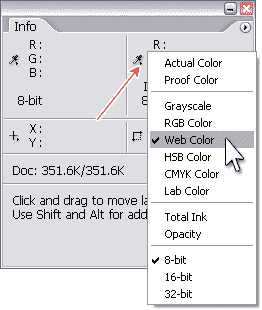 Info
R:
G:
B:
8-bit
R:
X:
Y:
Doc: 351.6K/351.6K
Click and drag to move la
Use Shift and Alt for add
Actual Color
Proof Color
Grayscale
RGB Color
Web Color
HSB Color
CMYK Color
Lab Color
Total Ink
Opacity
8-bit
16-bit
32-bit